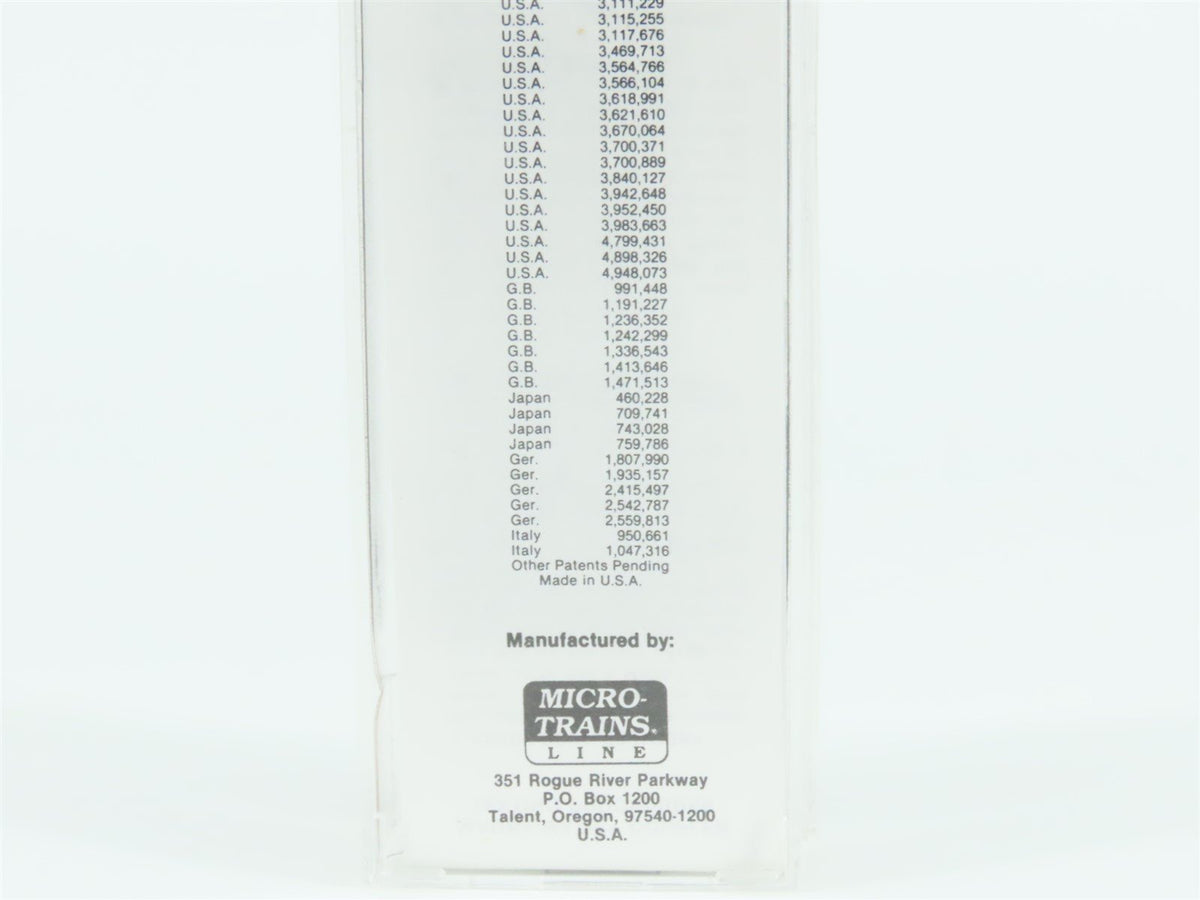 U.S.A. 3,111,229
U.S.A. 3,115,255
U.S.A. 3,117,676
U.S.A. 3,469,713
U.S.A. 3,564,766
U.S.A. 3,566,104
U.S.A. 3,618,991
U.S.A. 3,621,610
U.S.A. 3,670,064
U.S.A. 3,700,371
U.S.A. 3,700,889
U.S.A. 3,840,127
U.S.A. 3,942,648
U.S.A. 3,952,450
U.S.A. 3,983,663
U.S.A. 4,799,431
U.S.A. 4,898,326
U.S.A. 4,948,073
G.B. 991,448
G.B. 1,191,227
G.B. 1,236,352
G.B. 1,242,299
G.B. 1,336,543
G.B. 1,413,646
G.B. 1,471,513
Japan 460,228
Japan 709,741
Japan 743,028
Japan 759,786
Ger. 1,807,990
Ger. 1,935,157
Ger. 2,415,497
Ger. 2,542,787
Ger. 2,559,813
Italy 950,661
Italy 1,047,316
Other Patents Pending
Made in U.S.A.
Manufactured by:
MICRO-
TRAINS®
LINE
351 Rogue River Parkway
P.O. Box 1200
Talent, Oregon, 97540-1200
U.S.A.